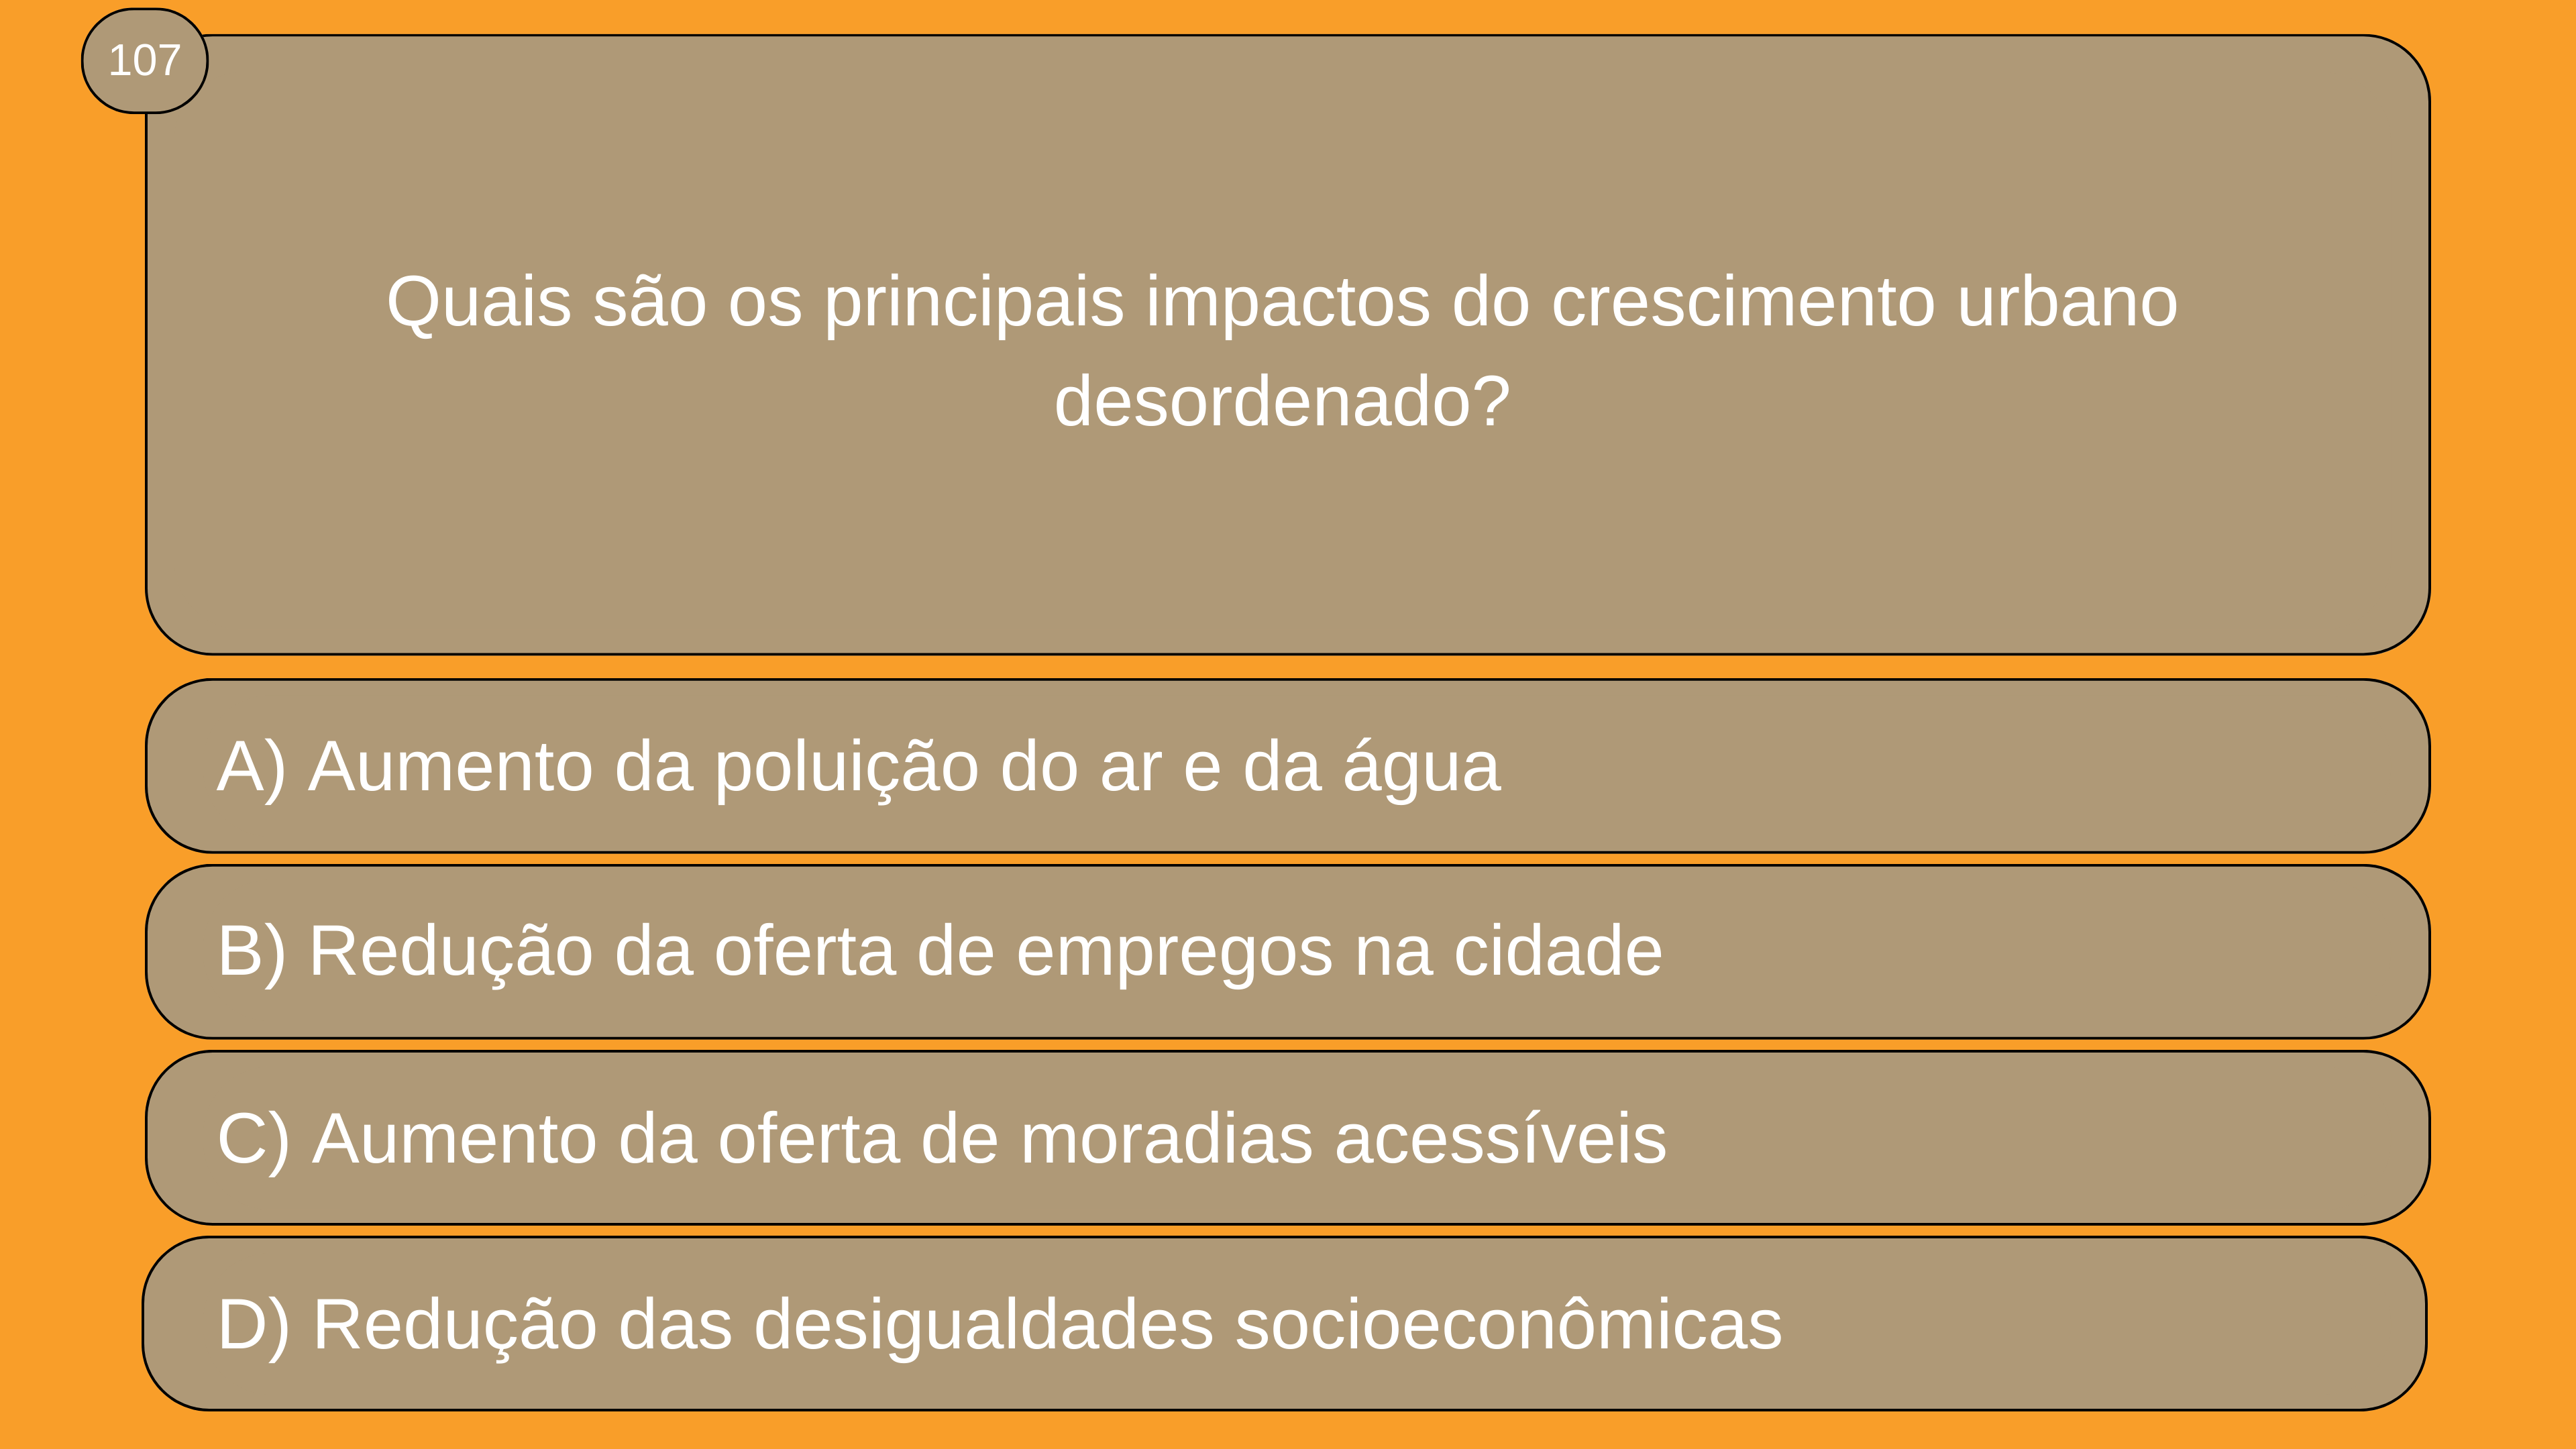 107
Quais são os principais impactos do crescimento urbano
desordenado?
A) Aumento da poluição do ar e da água
B) Redução da oferta de empregos na cidade
C) Aumento da oferta de moradias acessíveis
D) Redução das desigualdades socioeconômicas